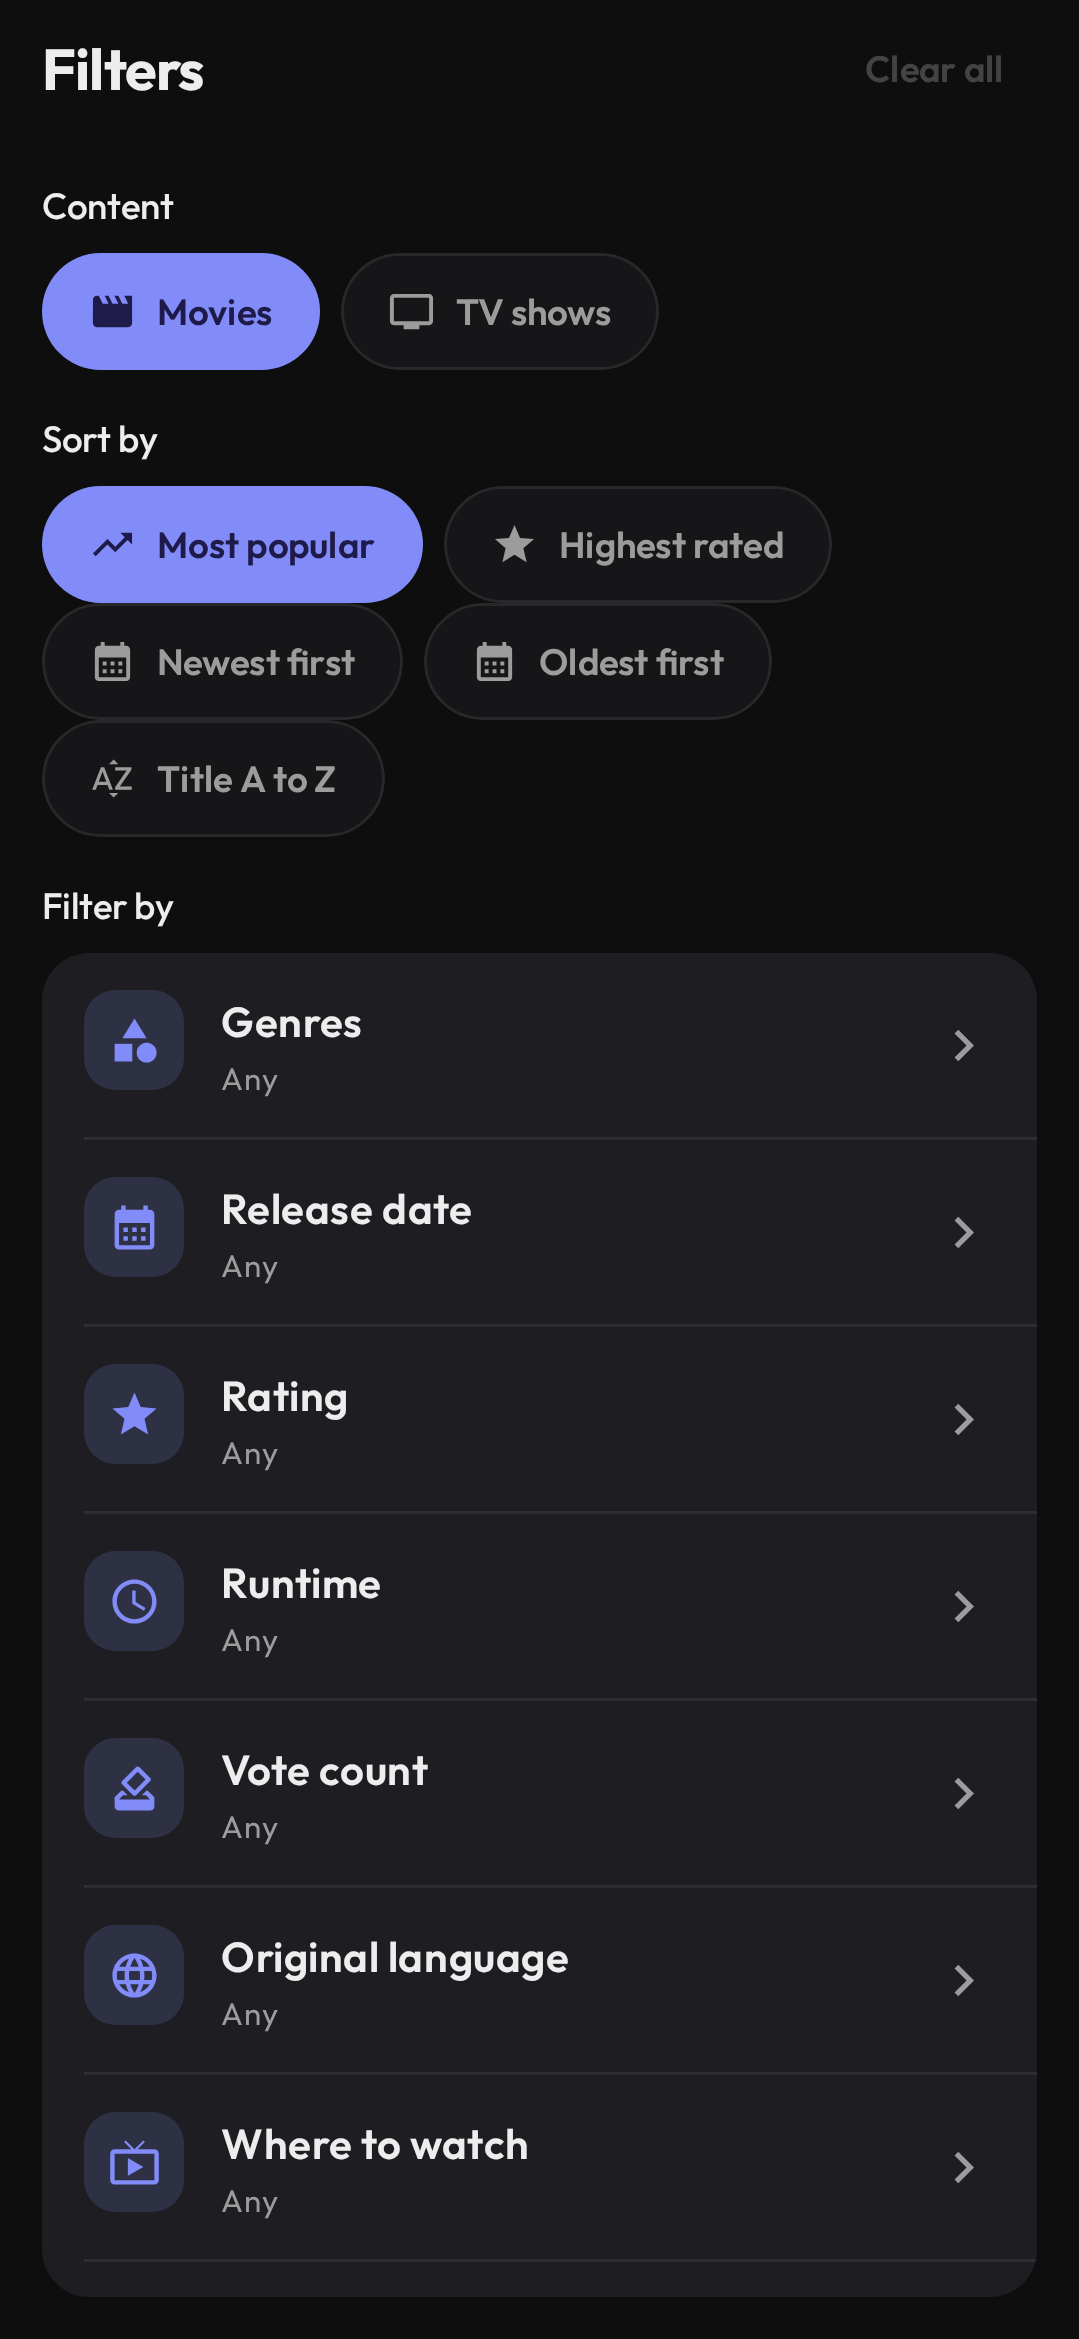 Filters
Clear all
Content
Movies
TV shows
Sort by
Most popular
Highest rated
Newest first
Oldest first
AZ Title A to Z
Filter by
Genres
Any
Release date
Any
Rating
Any
Runtime
Any
Vote count
Any
Original language
Any
Where to watch
Any